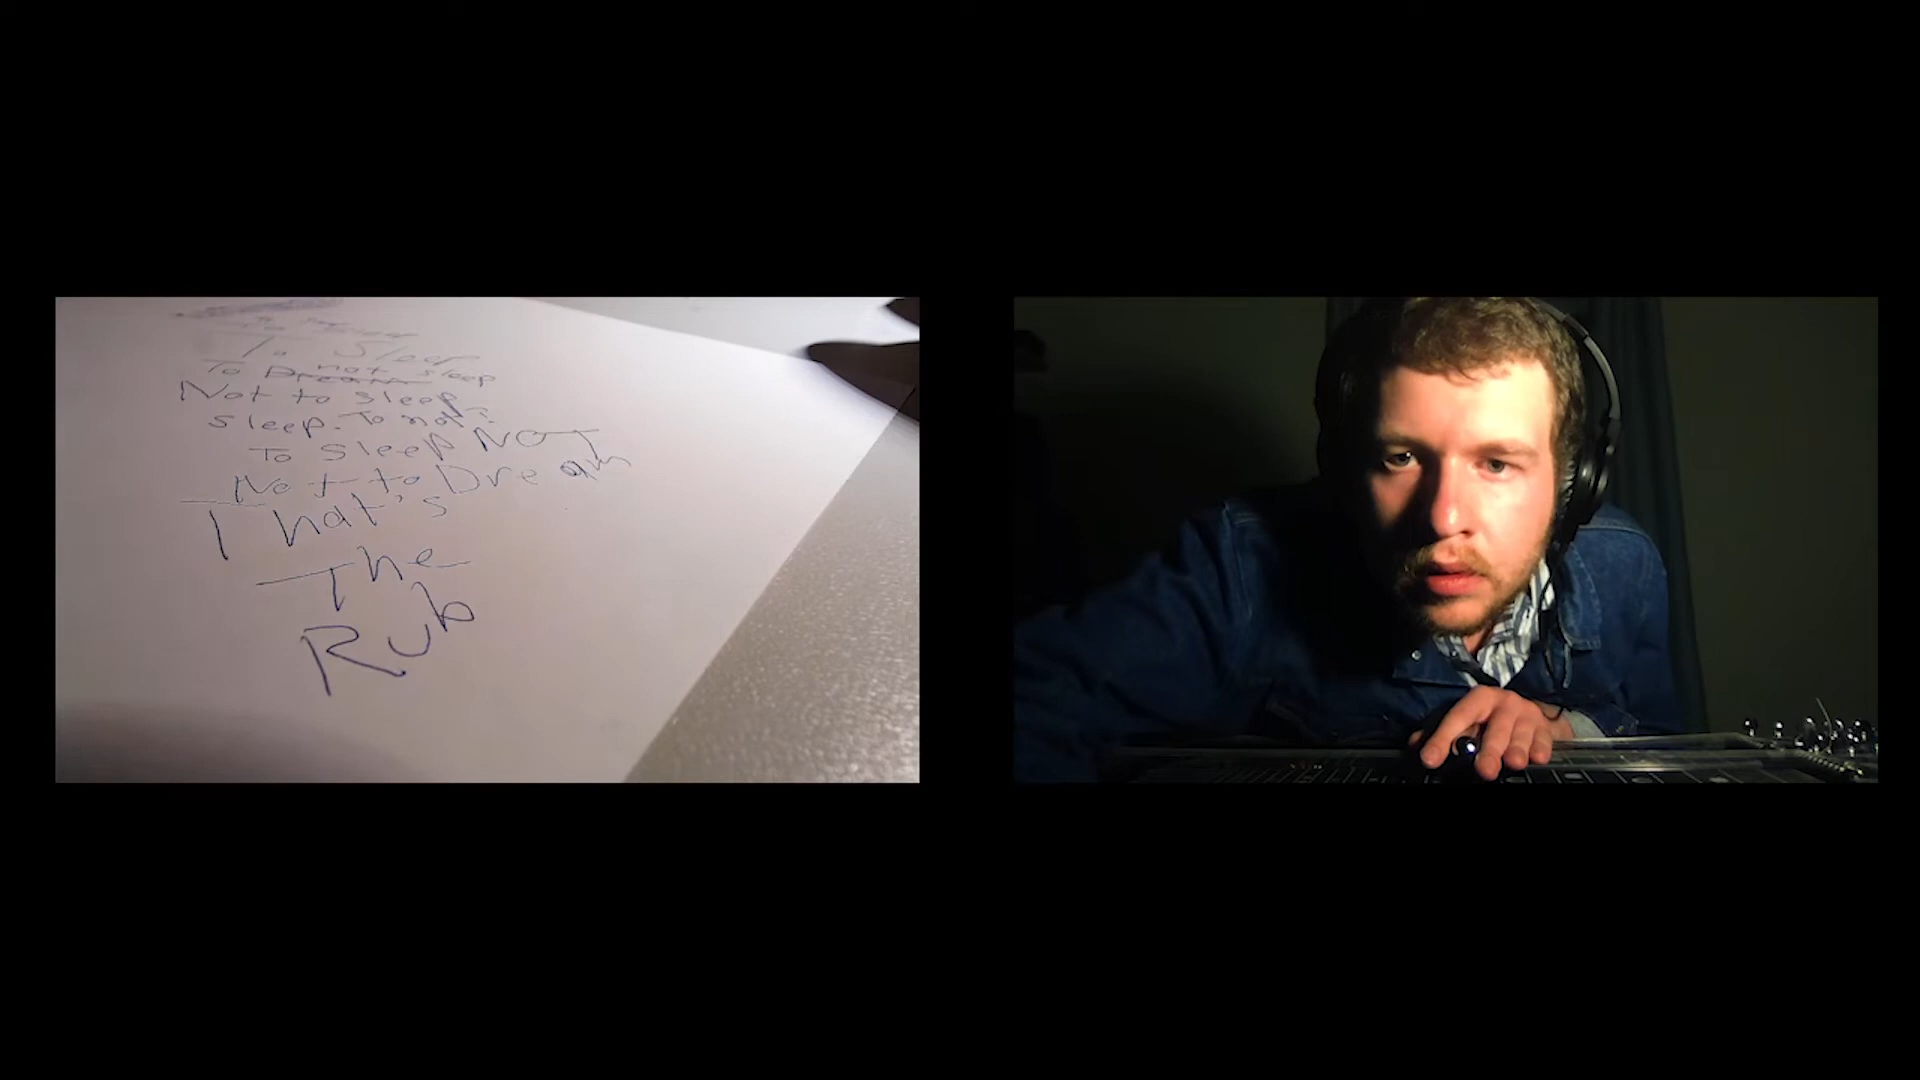 To Sleep
To not sleep
Not to sleep
sleep. To not?
To sleep NOT
Not to Dream
That's
The
Rub